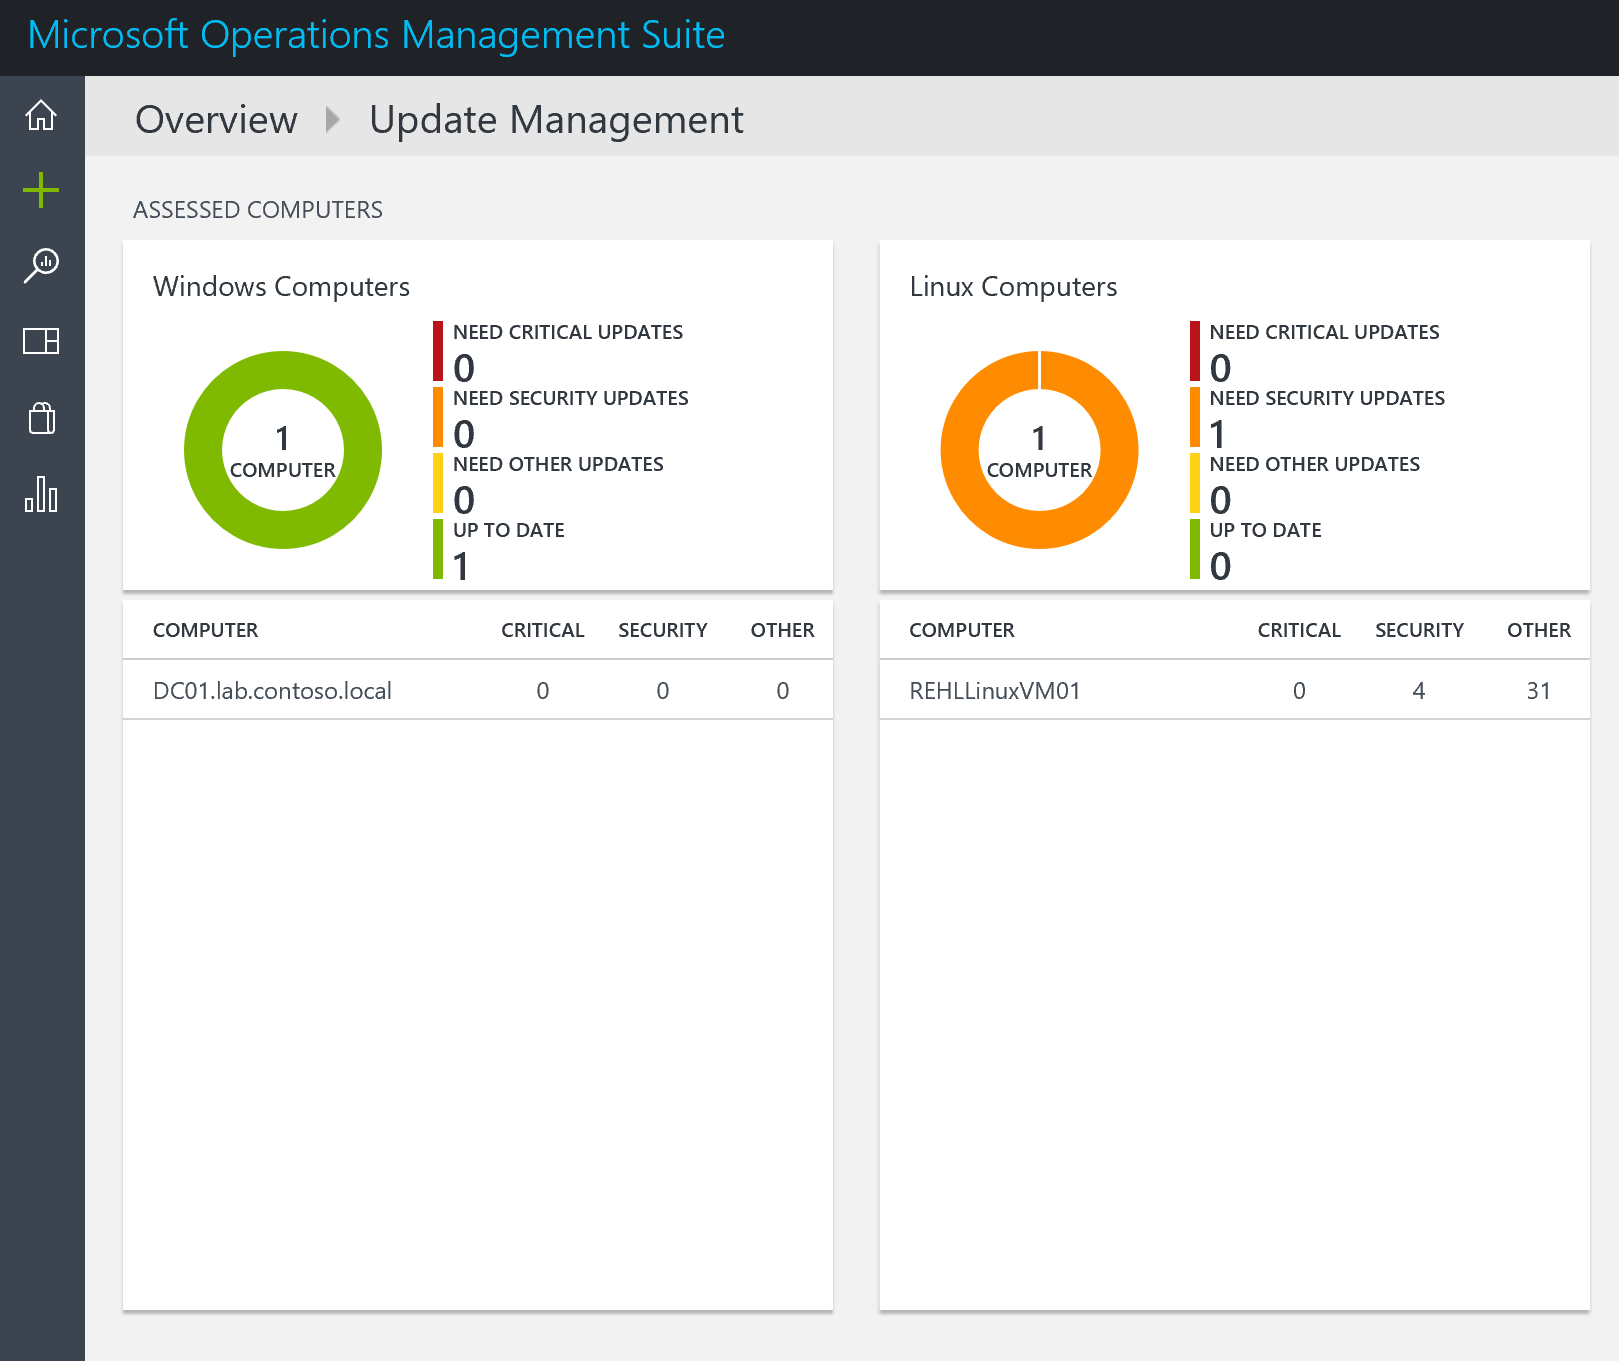 Microsoft Operations Management Suite
Overview Update Management
ASSESSED COMPUTERS
Windows Computers
1
COMPUTER
NEED CRITICAL UPDATES
0
NEED SECURITY UPDATES
0
NEED OTHER UPDATES
0
UP TO DATE
1
COMPUTER CRITICAL SECURITY OTHER
DC01.lab.contoso.local 0 0 0
Linux Computers
1
COMPUTER
NEED CRITICAL UPDATES
0
NEED SECURITY UPDATES
1
NEED OTHER UPDATES
0
UP TO DATE
0
COMPUTER CRITICAL SECURITY OTHER
REHLLinuxVM01 0 4 31